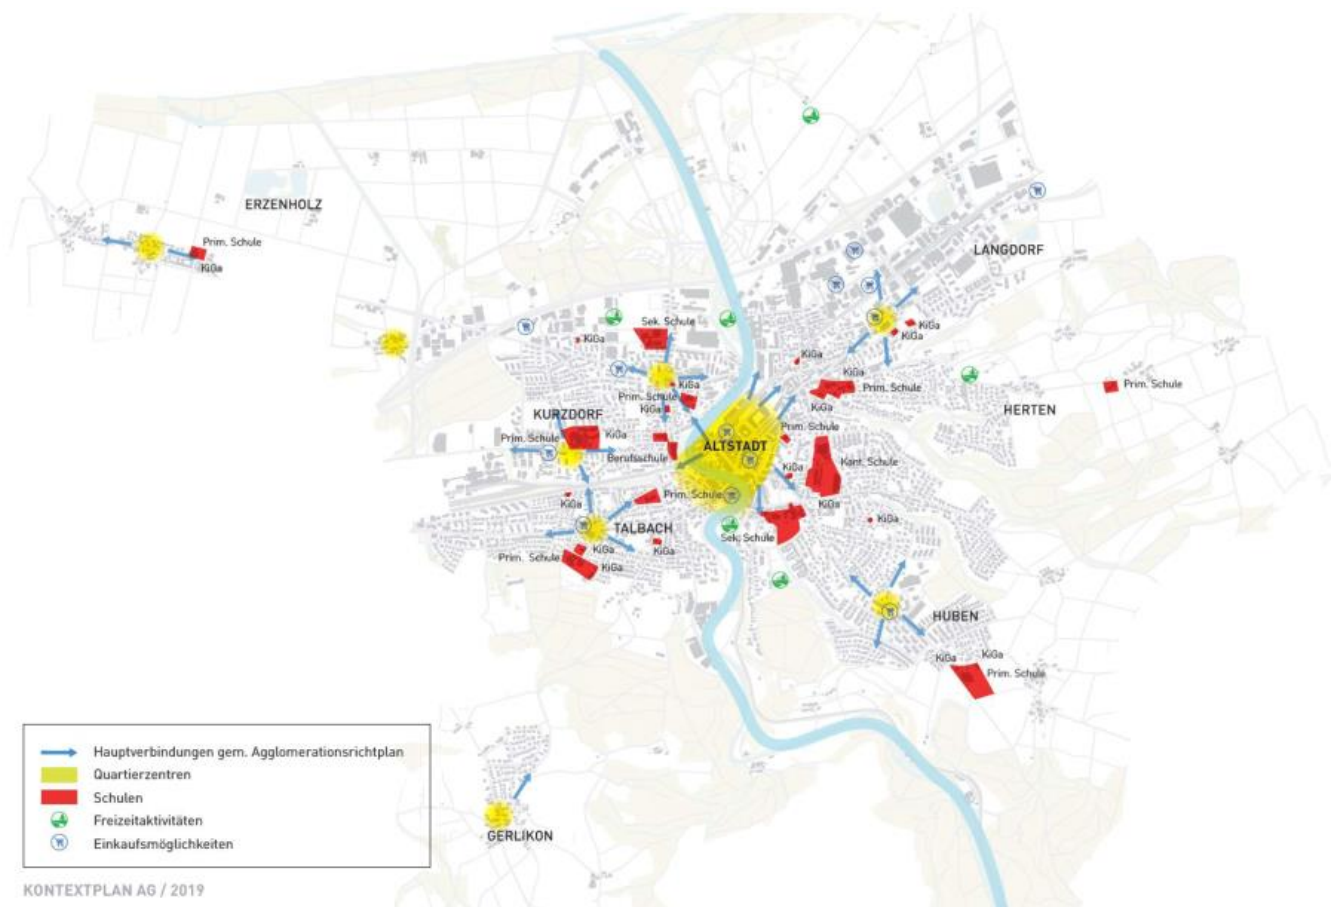 ERZENHOLZ
Prim. Schule
KiGa
LANGDORF
Sek. Schule
KiGa
KiGa
KiGa
KiGa
KiGa
Prim. Schule
HERTEN
Prim. Schule
KiGa
Prim. Schule
KiGa
KURZDORF
KiGa
KiGa
Prim. Schule
Prim. Schule
KiGa
ALTSTADT
Berufsschule
Kant. Schule
KiGa
Prim. Schule
KiGa
KiGa
TALBACH
KiGa
Sek. Schule
KiGa
KiGa
Prim. Schule
KiGa
HUBEN
KiGa
KiGa
Prim. Schule
GERLIKON
Hauptverbindungen gem. Agglomerationsrichtplan
Quartierzentren
Schulen
Freizeitaktivitäten
Einkaufsmöglichkeiten
KONTEXTPLAN AG / 2019